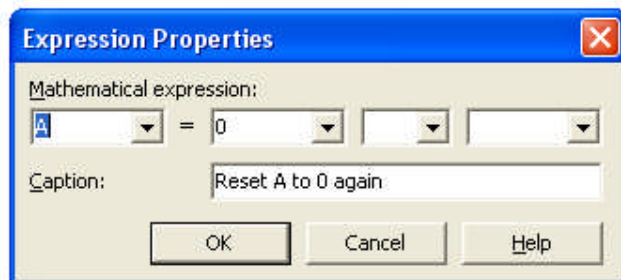 Expression Properties
Mathematical expression:
A = 0
Caption: Reset A to 0 again
OK Cancel Help